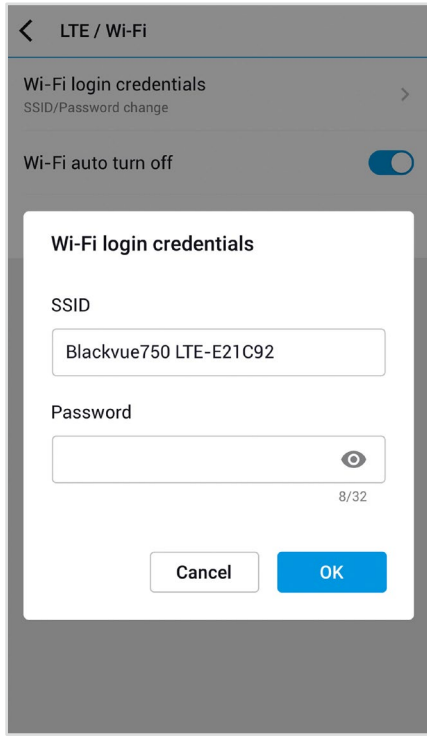 LTE / Wi-Fi
Wi-Fi login credentials
SSID/Password change
Wi-Fi auto turn off
Wi-Fi login credentials
SSID
Blackvue750 LTE-E21C92
Password
8/32
Cancel OK